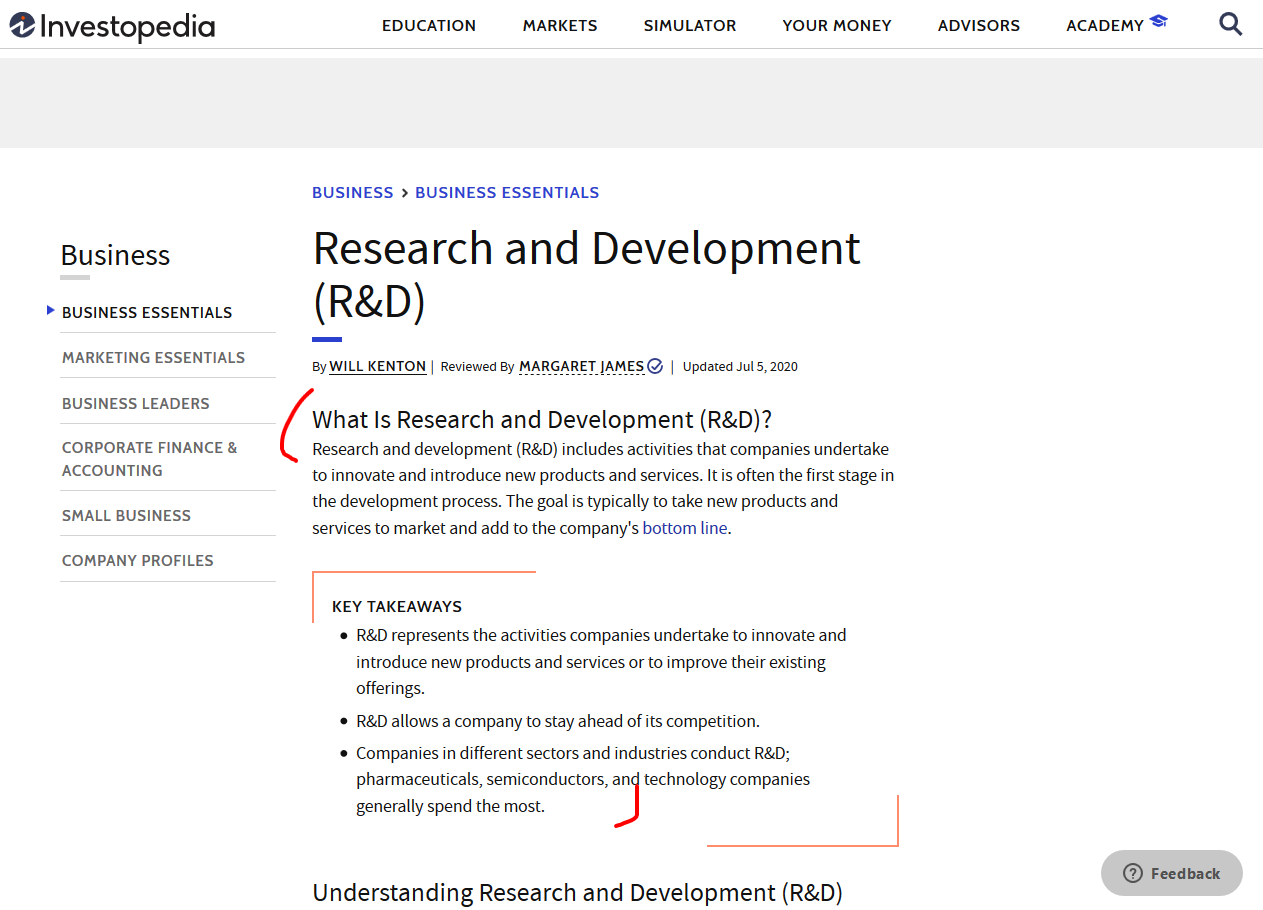 Investopedia
EDUCATION
MARKETS
SIMULATOR
YOUR MONEY
ADVISORS
ACADEMY
BUSINESS > BUSINESS ESSENTIALS
Business
BUSINESS ESSENTIALS
MARKETING ESSENTIALS
BUSINESS LEADERS
CORPORATE FINANCE &
ACCOUNTING
SMALL BUSINESS
COMPANY PROFILES
Research and Development
(R&D)
By WILL KENTON | Reviewed By MARGARET JAMES | Updated Jul 5, 2020
What Is Research and Development (R&D)?
Research and development (R&D) includes activities that companies undertake
to innovate and introduce new products and services. It is often the first stage in
the development process. The goal is typically to take new products and
services to market and add to the company's bottom line.
KEY TAKEAWAYS
• R&D represents the activities companies undertake to innovate and
introduce new products and services or to improve their existing
offerings.
• R&D allows a company to stay ahead of its competition.
• Companies in different sectors and industries conduct R&D;
pharmaceuticals, semiconductors, and technology companies
generally spend the most.
Understanding Research and Development (R&D)
? Feedback